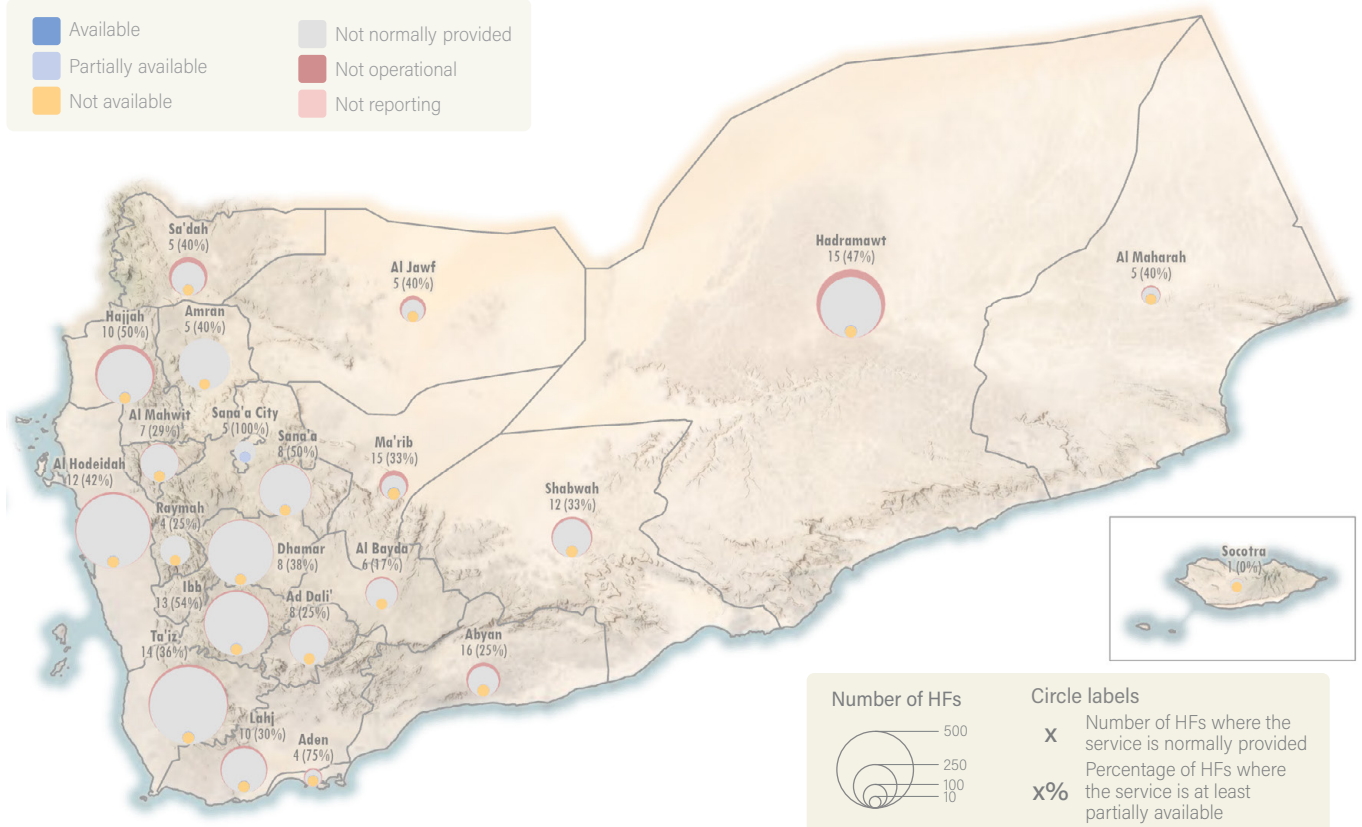 Available
Partially available
Not available
Not normally provided
Not operational
Not reporting
Sa'dah
5 (40%)
Al Jawf
5 (40%)
Hadramawt
15 (47%)
Al Maharah
5 (40%)
Hajjah
10 (50%)
Amran
5 (40%)
Al Mahwit
7 (29%)
Sana'a City
5 (100%)
Sana'a
8 (50%)
Ma'rib
15 (33%)
Al Hodeidah
12 (42%)
Shabwah
12 (33%)
Raymah
4 (25%)
Dhamar
8 (38%)
Al Bayda
6 (17%)
Ibb
13 (54%)
Ad Dali'
8 (25%)
Socotra
1 (0%)
Ta'iz
14 (36%)
Abyan
16 (25%)
Lahj
10 (30%)
Aden
4 (75%)
Number of HFs
500
250
100
10
Circle labels
x Number of HFs where the
service is normally provided
x% Percentage of HFs where
the service is at least
partially available